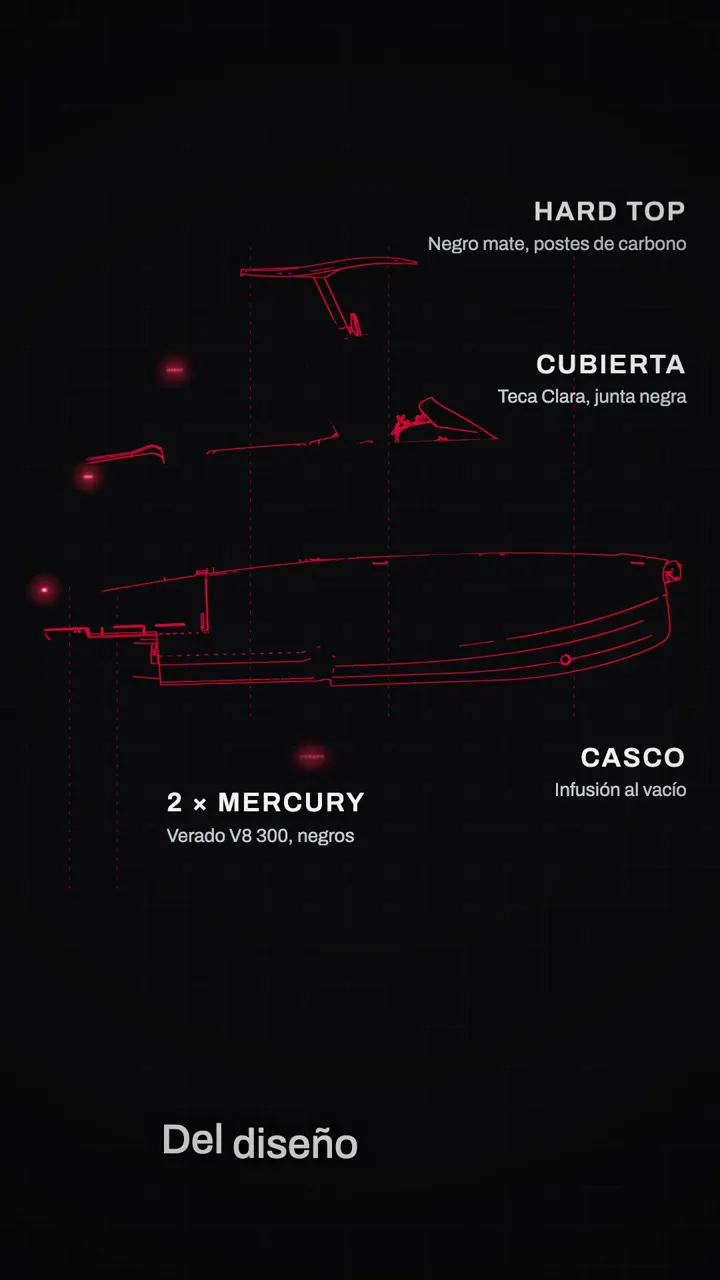 HARD TOP
Negro mate, postes de carbono
CUBIERTA
Teca Clara, junta negra
CASCO
Infusión al vacío
2 × MERCURY
Verado V8 300, negros
Del diseño